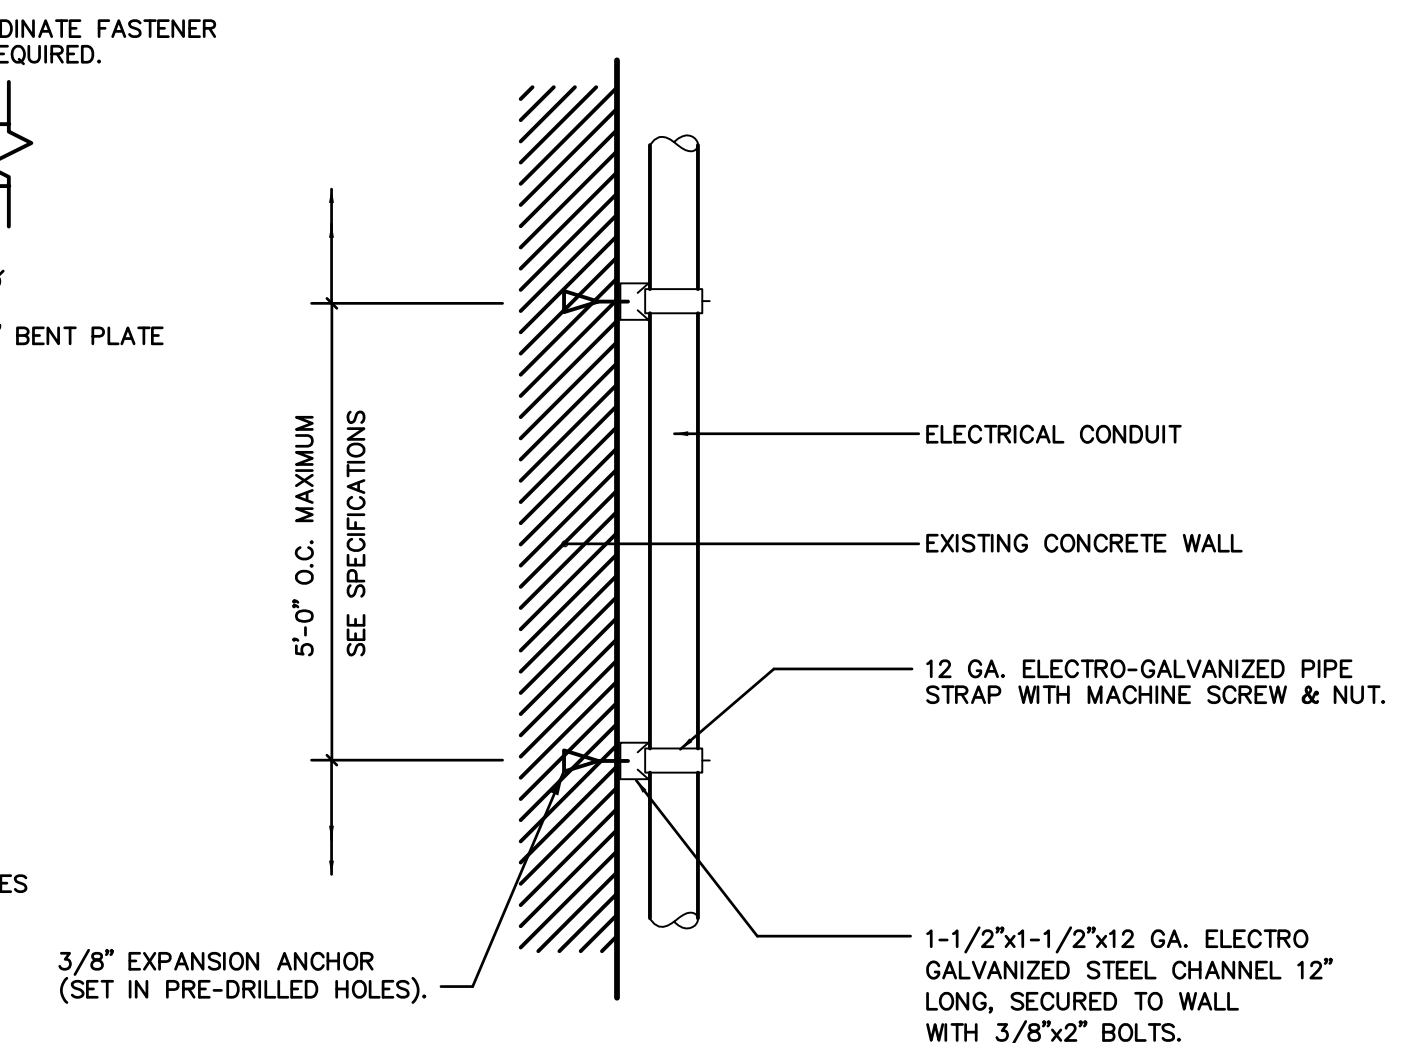 DINATE FASTENER
EQUIRED.
BENT PLATE
5'-0" O.C. MAXIMUM
SEE SPECIFICATIONS
ELECTRICAL CONDUIT
EXISTING CONCRETE WALL
12 GA. ELECTRO-GALVANIZED PIPE
STRAP WITH MACHINE SCREW & NUT.
ES
3/8" EXPANSION ANCHOR
(SET IN PRE-DRILLED HOLES).
1-1/2"x1-1/2"x12 GA. ELECTRO
GALVANIZED STEEL CHANNEL 12"
LONG, SECURED TO WALL
WITH 3/8"x2" BOLTS.